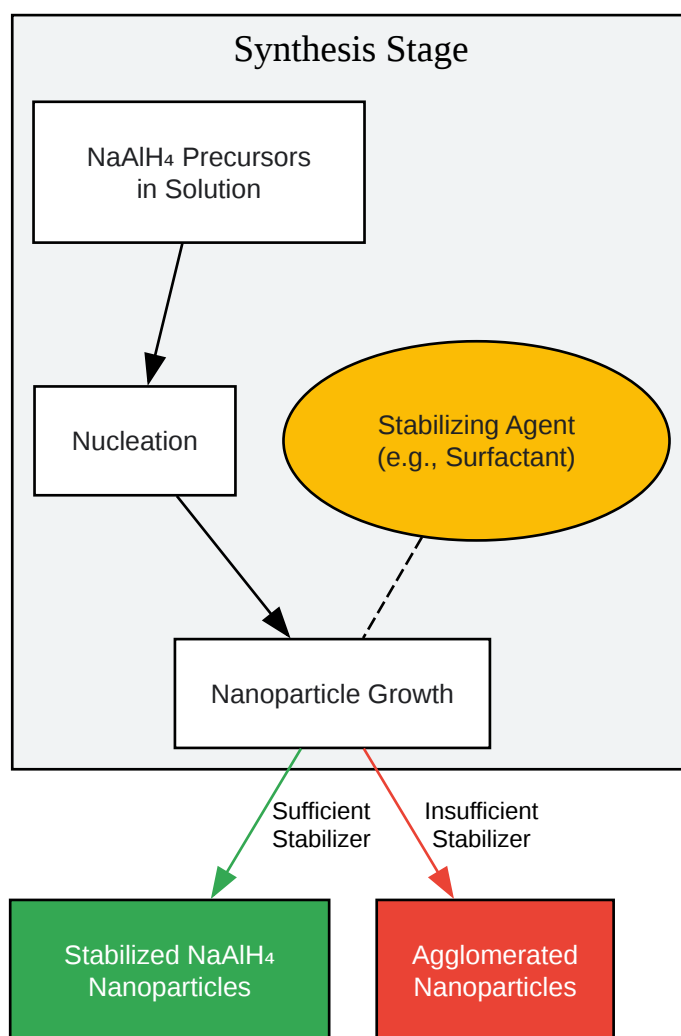 Synthesis Stage
NaAlH₄ Precursors
in Solution
Nucleation
Stabilizing Agent
(e.g., Surfactant)
Nanoparticle Growth
Sufficient
Stabilizer
Insufficient
Stabilizer
Stabilized NaAlH₄
Nanoparticles
Agglomerated
Nanoparticles